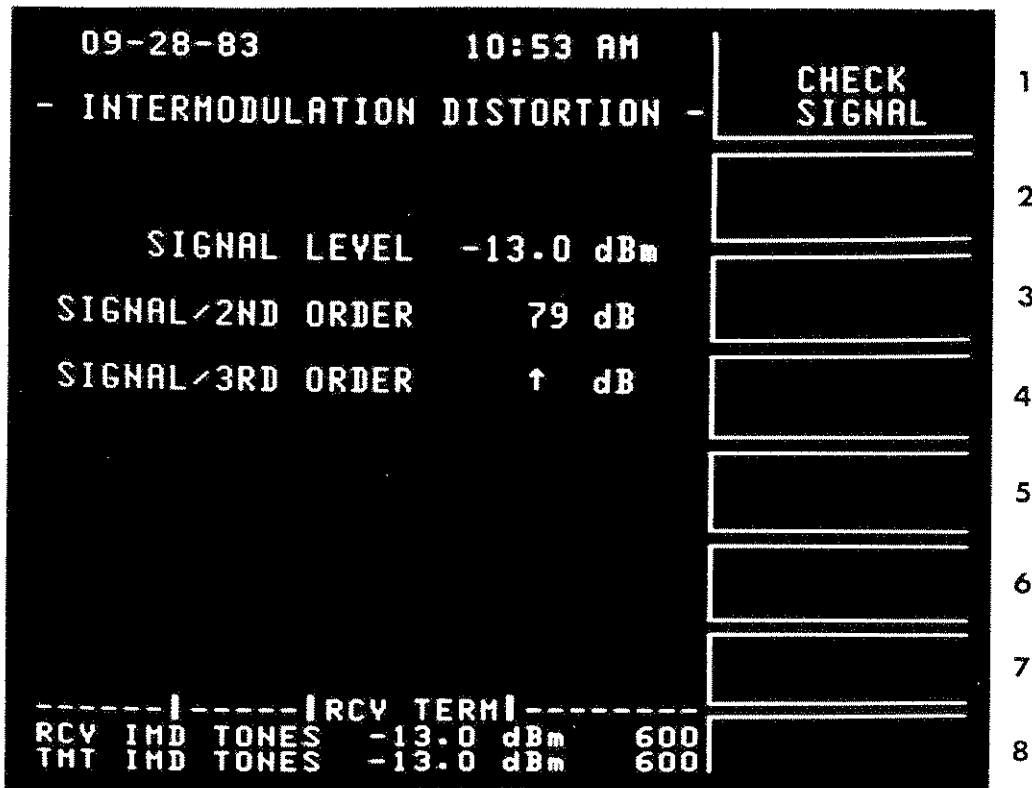 09-28-83 10:53 AM
- INTERMODULATION DISTORTION -
SIGNAL LEVEL -13.0 dBm
SIGNAL/2ND ORDER 79 dB
SIGNAL/3RD ORDER ↑ dB
------|-----|RCV TERM|--------
RCV IMD TONES -13.0 dBm 600
TMT IMD TONES -13.0 dBm 600
CHECK
SIGNAL
1
2
3
4
5
6
7
8